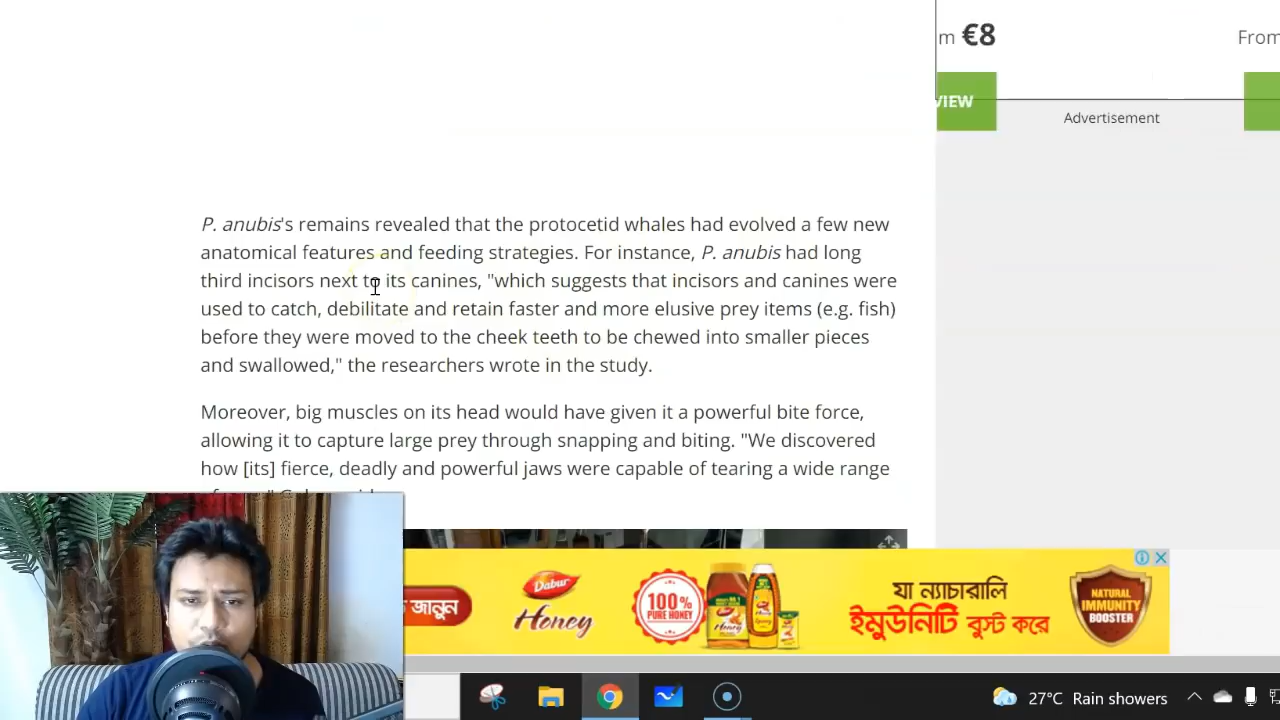 m €8
From
VIEW
Advertisement
P. anubis's remains revealed that the protocetid whales had evolved a few new
anatomical features and feeding strategies. For instance, P. anubis had long
third incisors next to its canines, "which suggests that incisors and canines were
used to catch, debilitate and retain faster and more elusive prey items (e.g. fish)
before they were moved to the cheek teeth to be chewed into smaller pieces
and swallowed," the researchers wrote in the study.
Moreover, big muscles on its head would have given it a powerful bite force,
allowing it to capture large prey through snapping and biting. "We discovered
how [its] fierce, deadly and powerful jaws were capable of tearing a wide range
জানুন
Dabur
Honey
100%
PURE HONEY
যা ন্যাচারালি
ইমুউনিটি বুস্ট করে
NATURAL
IMMUNITY
BOOSTER
27°C Rain showers